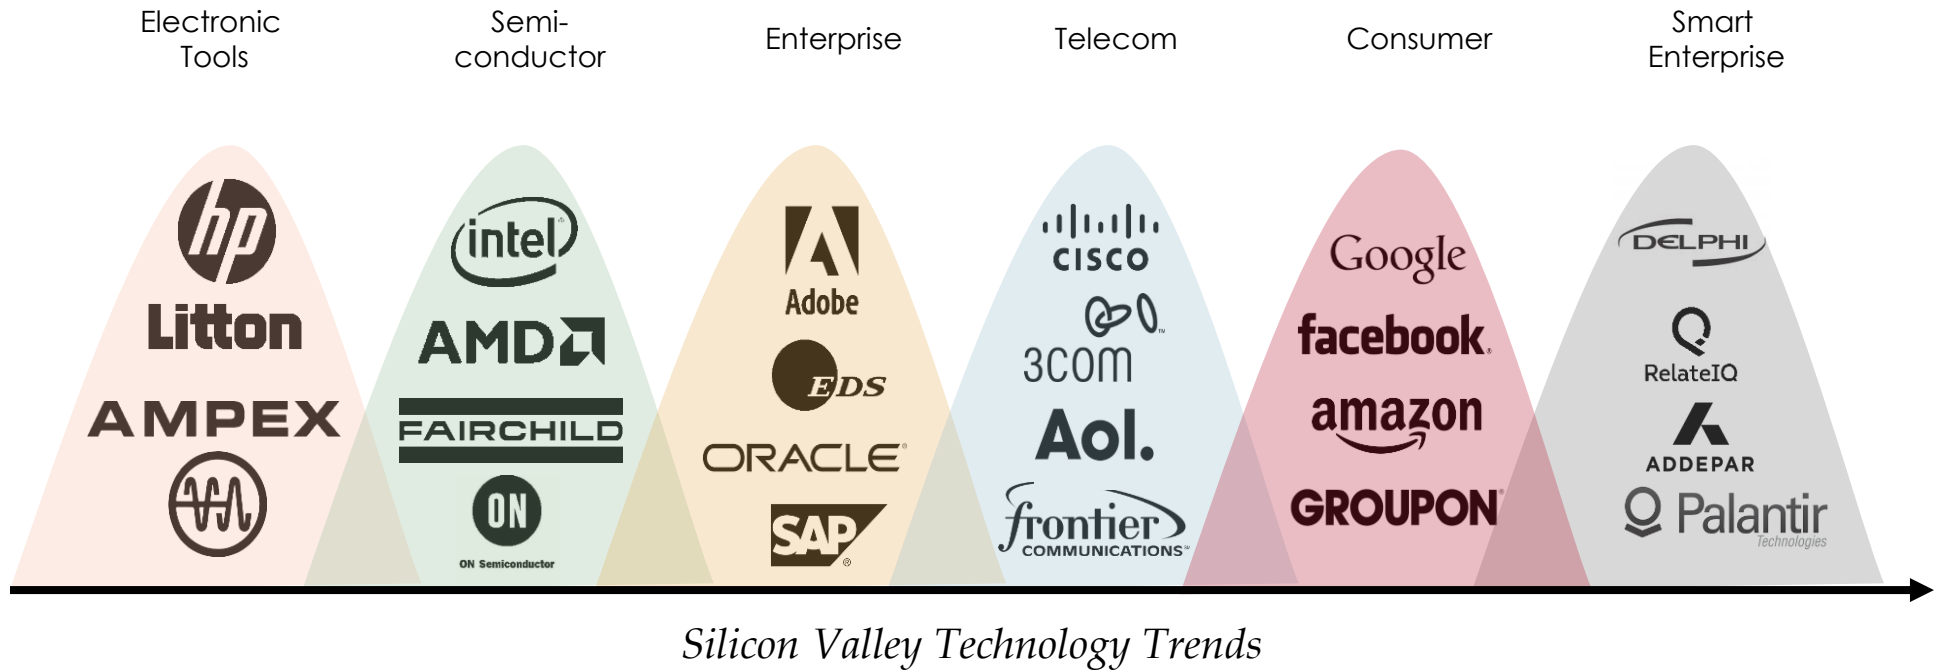 Electronic
Tools
Semi-
conductor
Enterprise
Telecom
Consumer
Smart
Enterprise
hp
Litton
AMPEX
intel®
AMD
FAIRCHILD
ON
ON Semiconductor
Adobe
EDS
ORACLE®
SAP®
CISCO
™
3COM
Aol.
frontier
COMMUNICATIONS℠
Google
facebook®
amazon
GROUPON®
DELPHI
RelateIQ
ADDEPAR
Palantir
Technologies
Silicon Valley Technology Trends